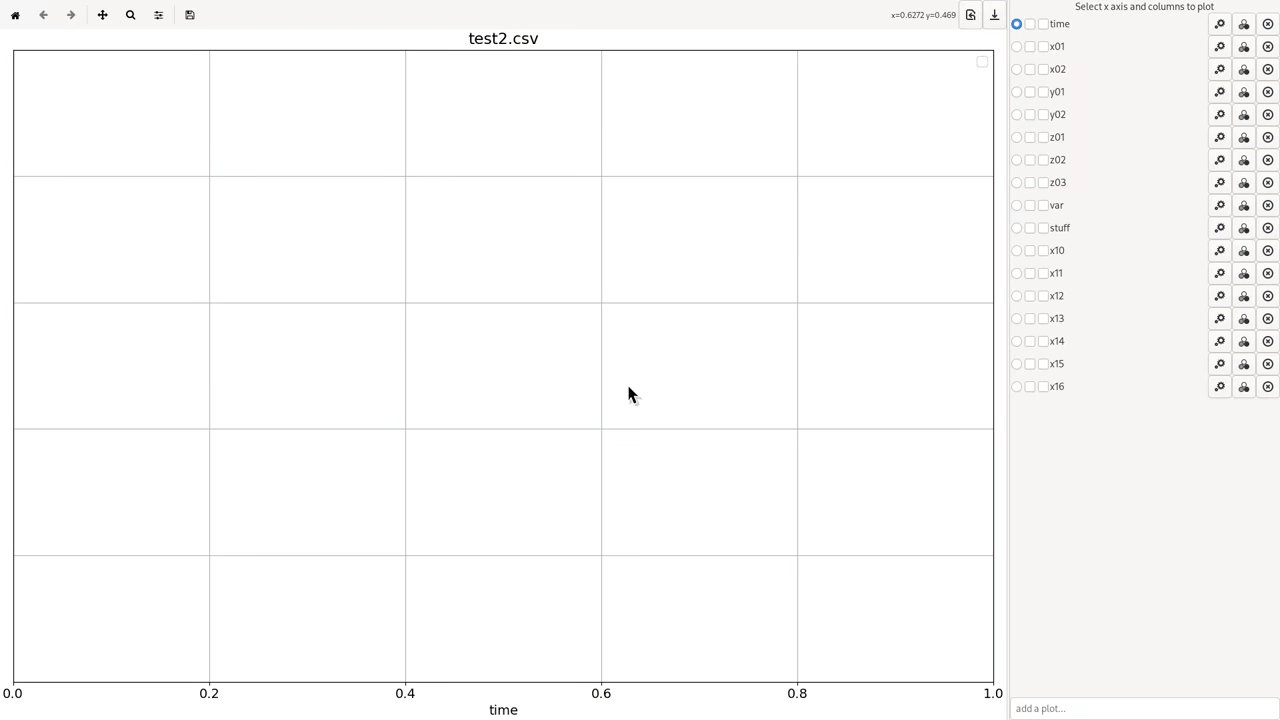 x=0.6272 y=0.469
test2.csv
0.0 0.2 0.4 0.6 0.8 1.0
time
Select x axis and columns to plot
time
x01
x02
y01
y02
z01
z02
z03
var
stuff
x10
x11
x12
x13
x14
x15
x16
add a plot...